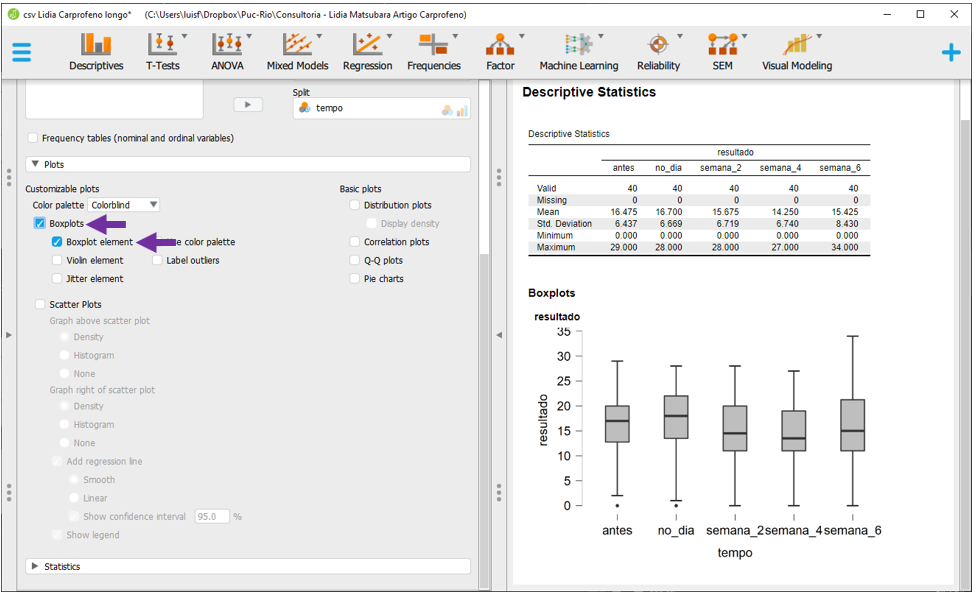 csv Lidia Carprofeno longo* (C:\Users\luisf\Dropbox\Puc-Rio\Consultoria - Lidia Matsubara Artigo Carprofeno)
Descriptives T-Tests ANOVA Mixed Models Regression Frequencies Factor Machine Learning Reliability SEM Visual Modeling
Split
tempo
Frequency tables (nominal and ordinal variables)
Plots
Customizable plots
Color palette Colorblind
Boxplots
Boxplot element color palette
Violin element Label outliers
Jitter element
Basic plots
Distribution plots
Display density
Correlation plots
Q-Q plots
Pie charts
Scatter Plots
Graph above scatter plot
Density
Histogram
None
Graph right of scatter plot
Density
Histogram
None
Add regression line
Smooth
Linear
Show confidence interval 95.0 %
Show legend
Statistics
Descriptive Statistics
Descriptive Statistics
resultado
antes no_dia semana_2 semana_4 semana_6
Valid 40 40 40 40 40
Missing 0 0 0 0 0
Mean 16.475 16.700 15.675 14.250 15.425
Std. Deviation 6.437 6.669 6.719 6.740 8.430
Minimum 0.000 0.000 0.000 0.000 0.000
Maximum 29.000 28.000 28.000 27.000 34.000
Boxplots
resultado
35
30
25
20
15
10
5
0
resultado
antes no_dia semana_2 semana_4 semana_6
tempo